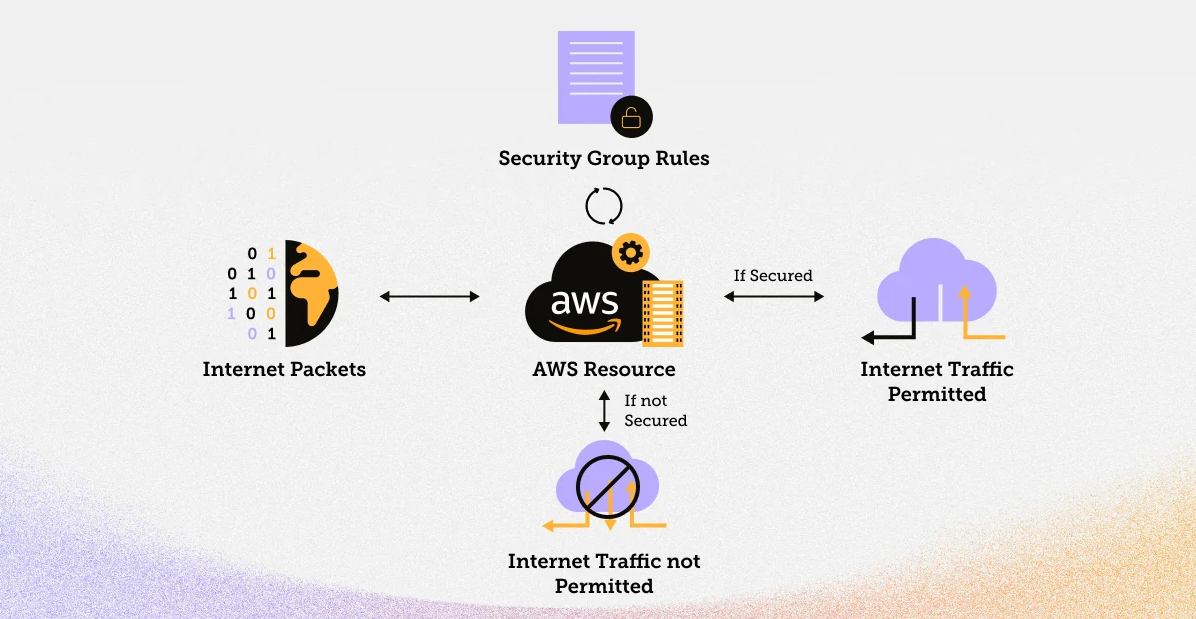 Security Group Rules
0 1
0 1 0
1 0 1
1 0 0
0 1
Internet Packets
aws
AWS Resource
If Secured
Internet Traffic
Permitted
If not
Secured
Internet Traffic not
Permitted